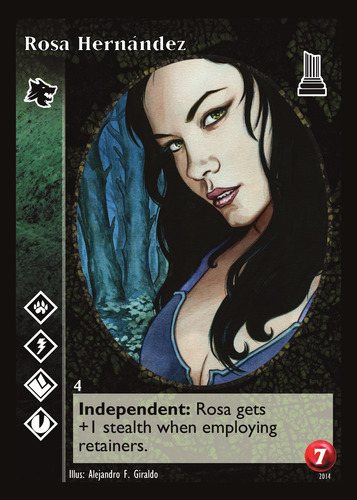 Rosa Hernández
4
Independent: Rosa gets
+1 stealth when employing
retainers.
7
2014
Illus: Alejandro F. Giraldo